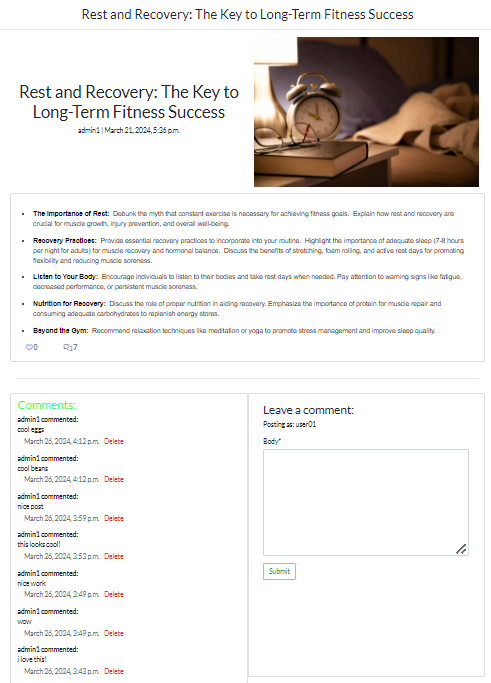 Rest and Recovery: The Key to Long-Term Fitness Success
Rest and Recovery: The Key to
Long-Term Fitness Success
admin1 | March 21, 2024, 5:36 p.m.
• The Importance of Rest: Debunk the myth that constant exercise is necessary for achieving fitness goals. Explain how rest and recovery are
crucial for muscle growth, injury prevention, and overall well-being.
• Recovery Practices: Provide essential recovery practices to incorporate into your routine. Highlight the importance of adequate sleep (7-8 hours
per night for adults) for muscle recovery and hormonal balance. Discuss the benefits of stretching, foam rolling, and active rest days for promoting
flexibility and reducing muscle soreness.
• Listen to Your Body: Encourage individuals to listen to their bodies and take rest days when needed. Pay attention to warning signs like fatigue,
decreased performance, or persistent muscle soreness.
• Nutrition for Recovery: Discuss the role of proper nutrition in aiding recovery. Emphasize the importance of protein for muscle repair and
consuming adequate carbohydrates to replenish energy stores.
• Beyond the Gym: Recommend relaxation techniques like meditation or yoga to promote stress management and improve sleep quality.
0 7
Comments:
admin1 commented:
cool eggs
March 26, 2024, 4:12 p.m. Delete
admin1 commented:
cool beans
March 26, 2024, 4:12 p.m. Delete
admin1 commented:
nice post
March 26, 2024, 3:59 p.m. Delete
admin1 commented:
this looks cool!
March 26, 2024, 3:53 p.m. Delete
admin1 commented:
nice work
March 26, 2024, 3:49 p.m. Delete
admin1 commented:
wow
March 26, 2024, 3:49 p.m. Delete
admin1 commented:
i love this!
March 26, 2024, 3:43 p.m. Delete
Leave a comment:
Posting as: user01
Body*
Submit